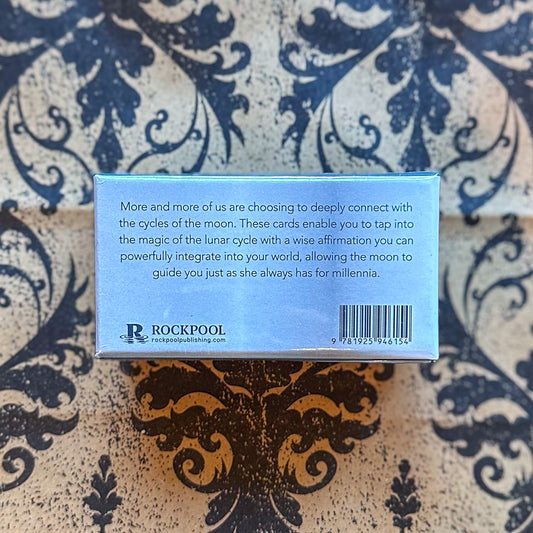 More and more of us are choosing to deeply connect with
the cycles of the moon. These cards enable you to tap into
the magic of the lunar cycle with a wise affirmation you can
powerfully integrate into your world, allowing the moon to
guide you just as she always has for millennia.
R ROCKPOOL
rockpoolpublishing.com
9 781925 946154